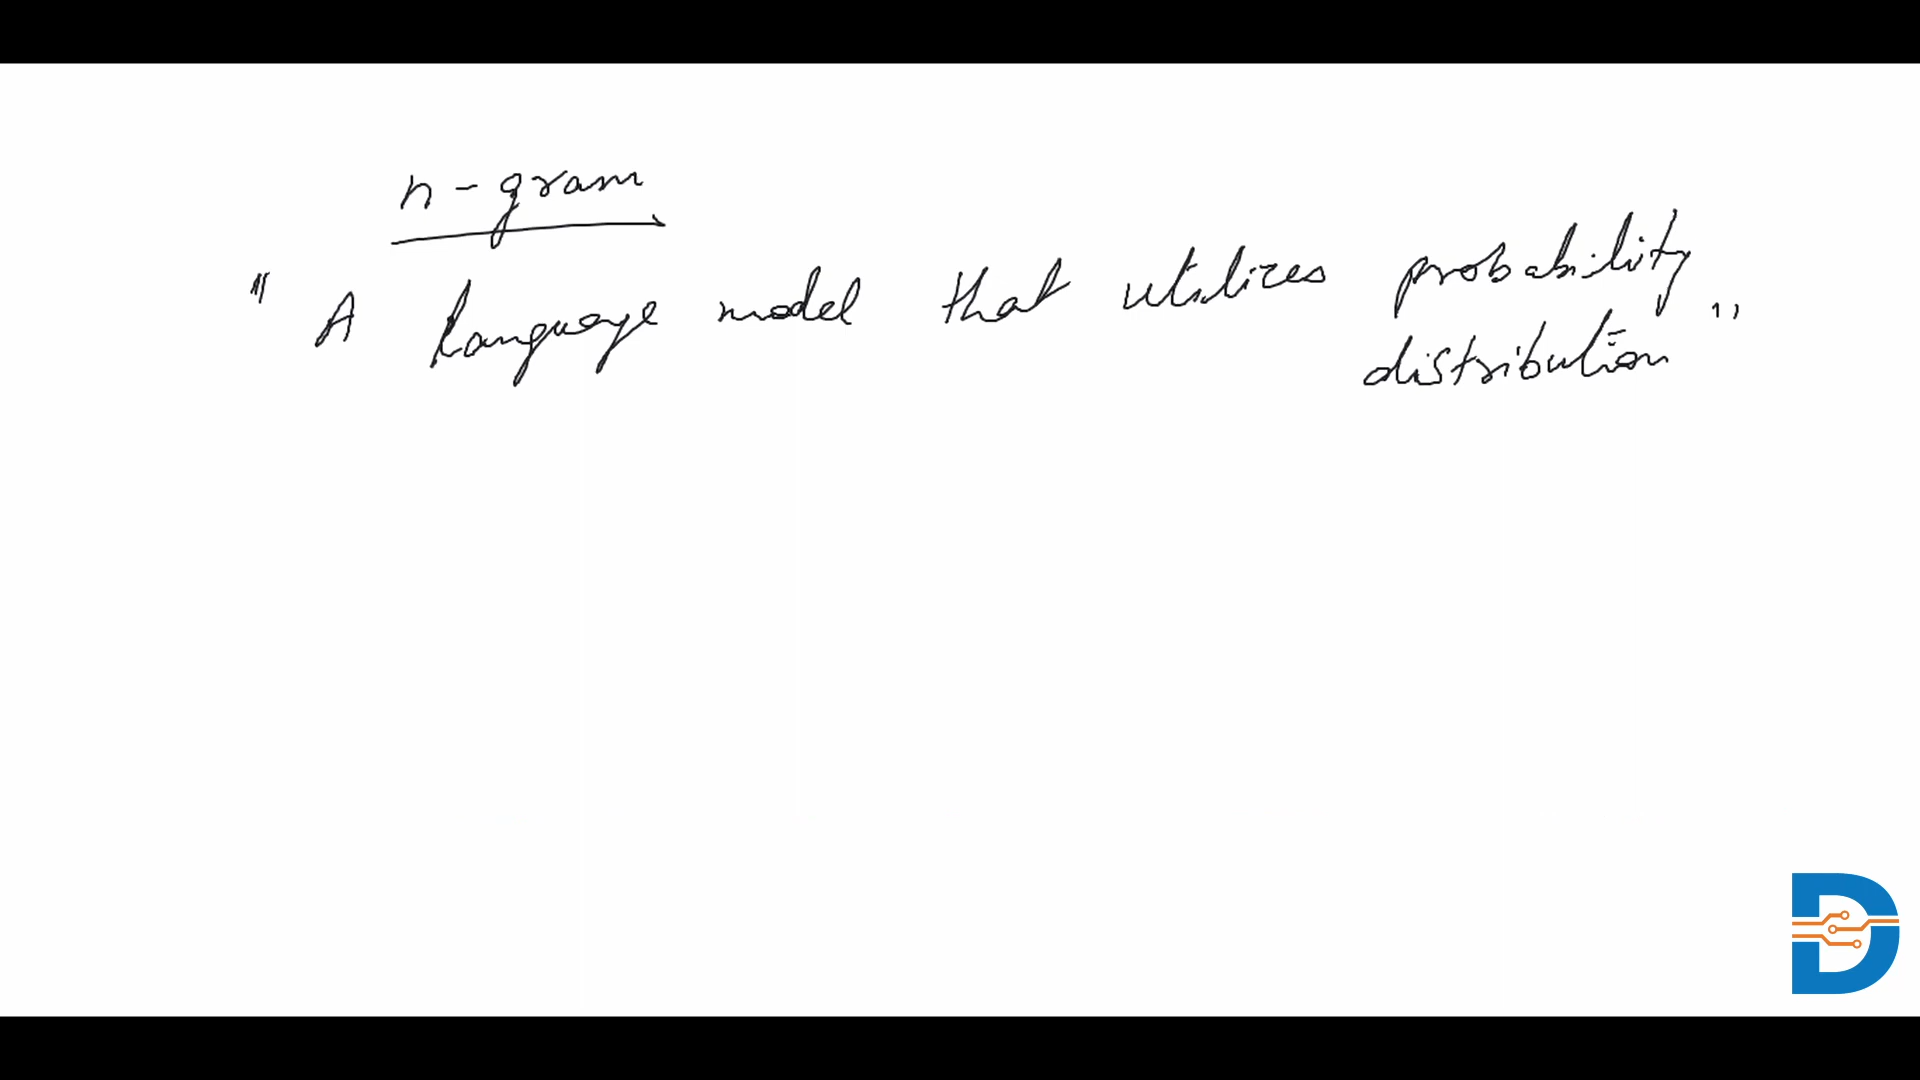 n-gram
" A language model that utilizes probability
distribution "